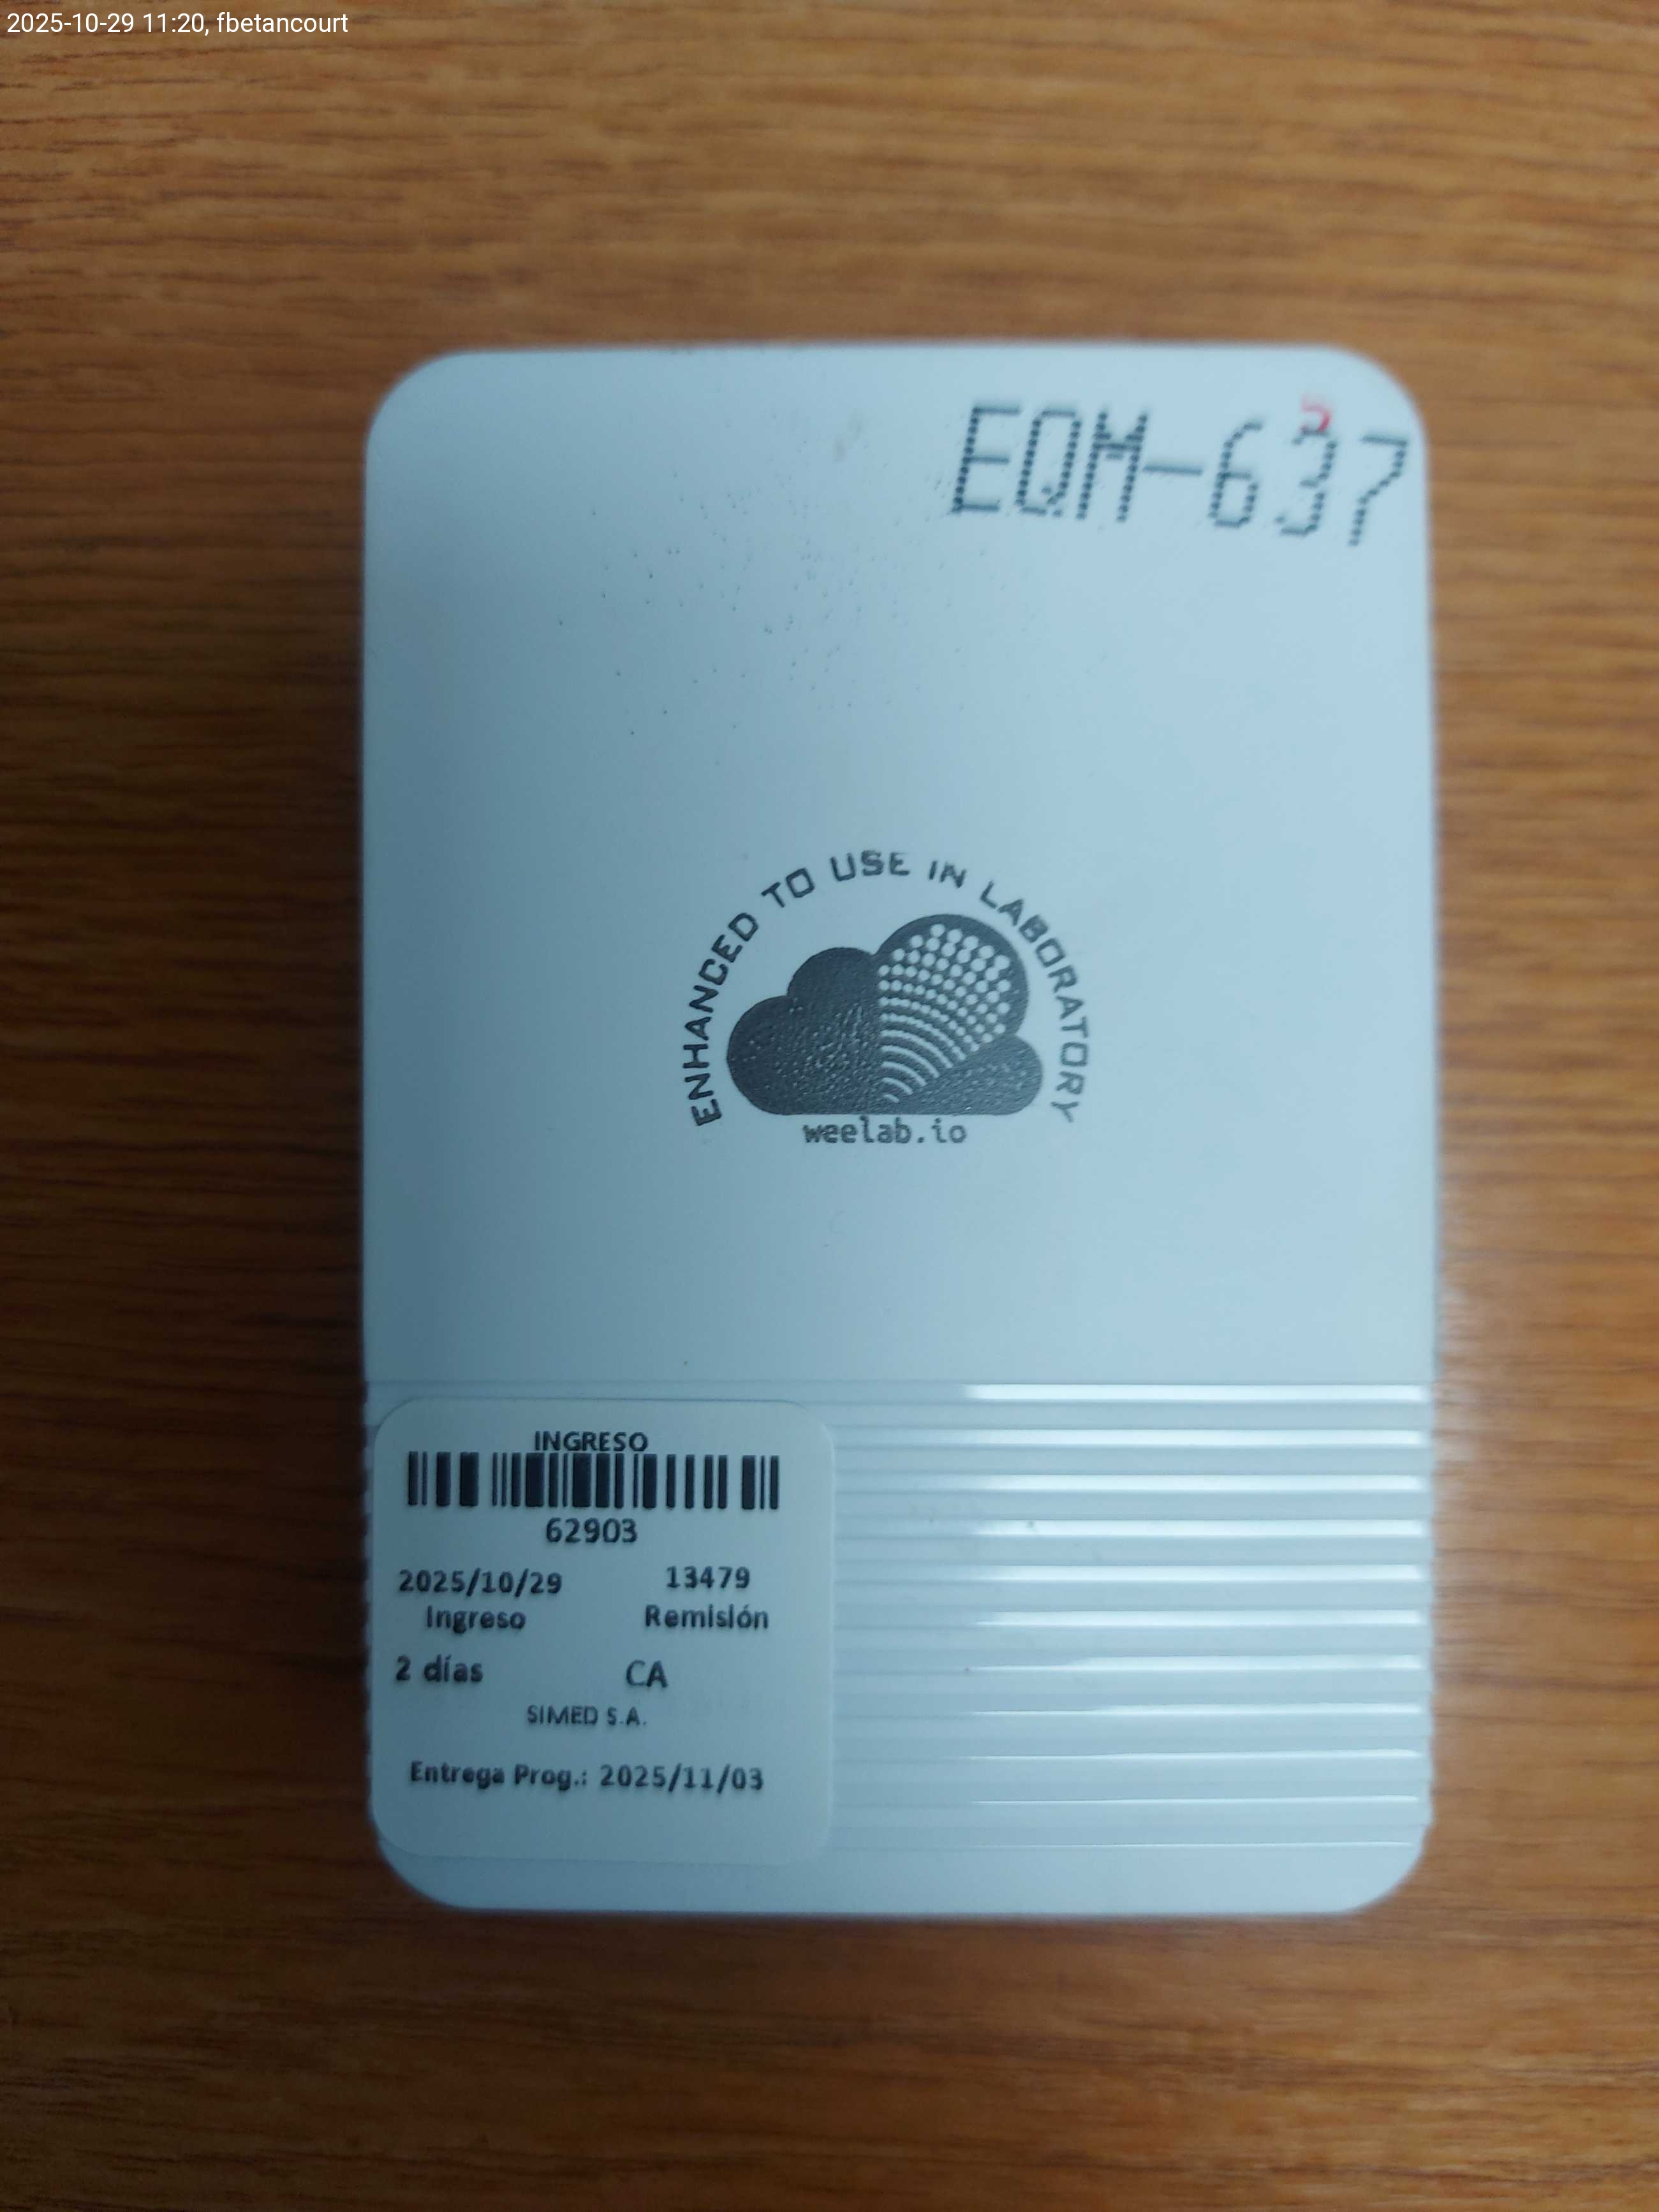 2025-10-29 11:20, fbetancourt
EQM-637
ENHANCED TO USE IN LABORATORY
weelab.io
INGRESO
62903
2025/10/29 13479
Ingreso Remisión
2 días CA
SIMED S.A.
Entrega Prog.: 2025/11/03